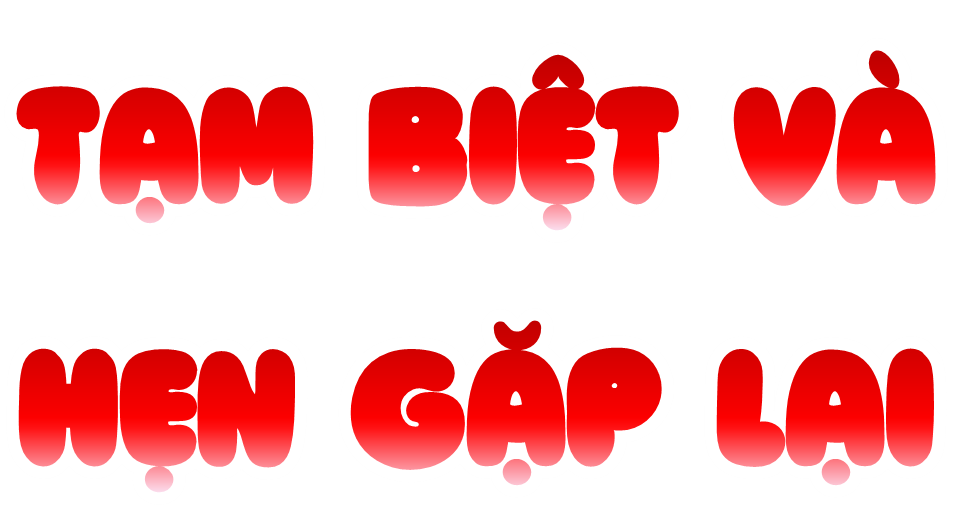 TẠM BIỆT VÀ
HẸN GẶP LẠI